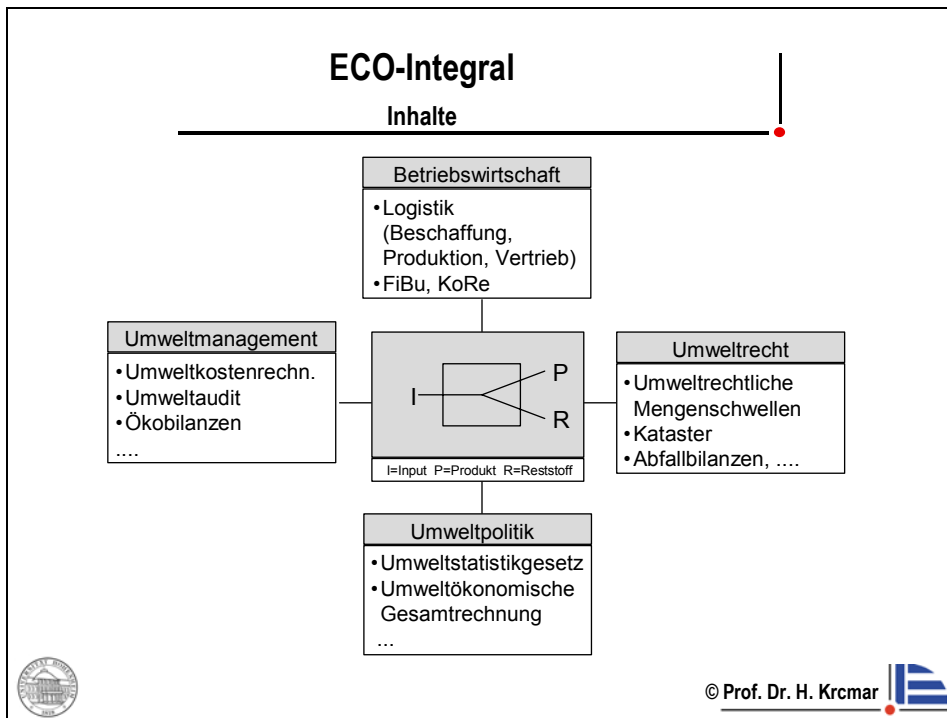 ECO-Integral
Inhalte
Betriebswirtschaft
•Logistik
(Beschaffung,
Produktion, Vertrieb)
•FiBu, KoRe
Umweltmanagement
•Umweltkostenrechn.
•Umweltaudit
•Ökobilanzen
....
I
P
R
I=Input P=Produkt R=Reststoff
Umweltrecht
•Umweltrechtliche
Mengenschwellen
•Kataster
•Abfallbilanzen, ....
Umweltpolitik
•Umweltstatistikgesetz
•Umweltökonomische
Gesamtrechnung
...
© Prof. Dr. H. Krcmar